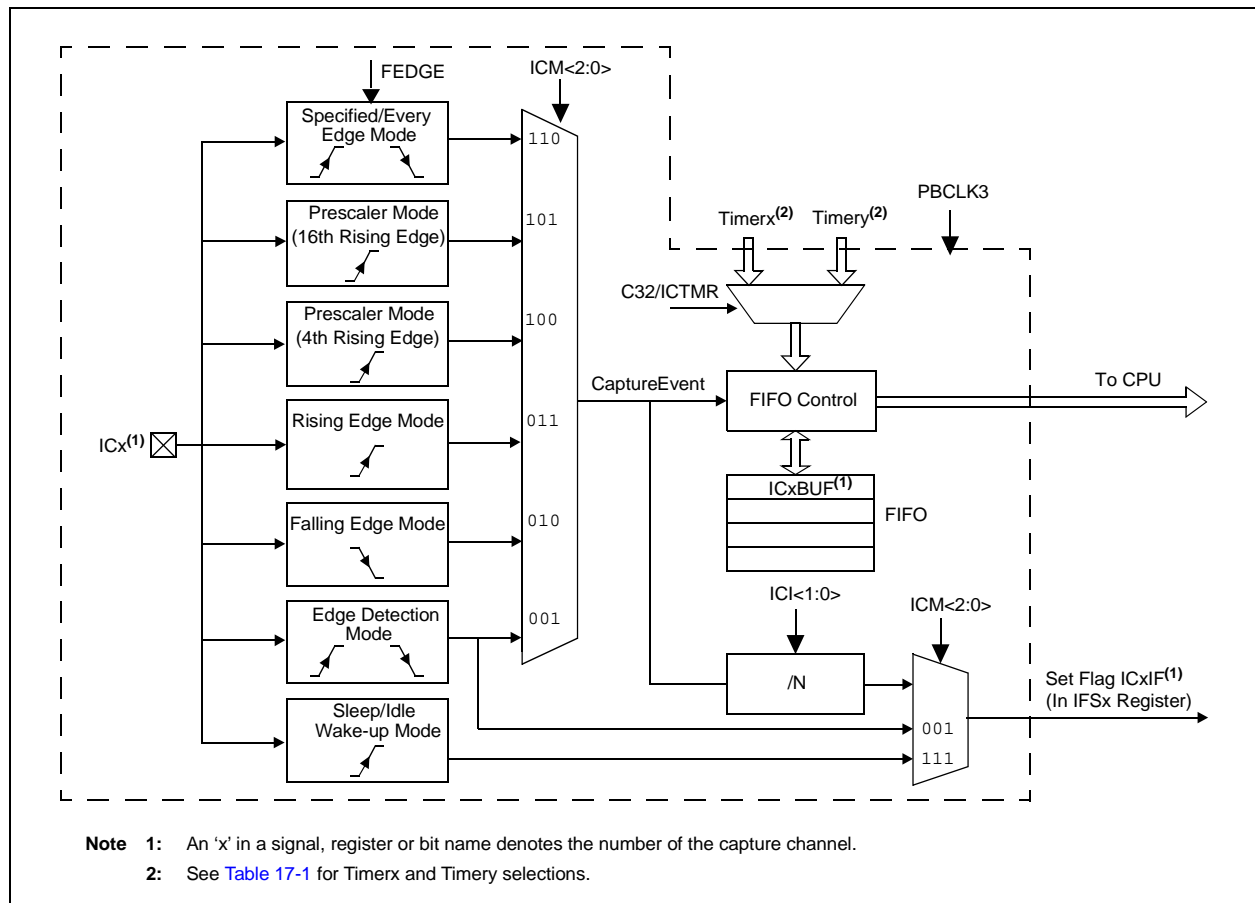 FEDGE
ICM<2:0>
Specified/Every
Edge Mode
110
PBCLK3
Prescaler Mode
(16th Rising Edge)
101
Timerx(2)
Timery(2)
C32/ICTMR
Prescaler Mode
(4th Rising Edge)
100
CaptureEvent
FIFO Control
To CPU
ICx(1)
Rising Edge Mode
011
ICxBUF(1)
FIFO
Falling Edge Mode
010
ICI<1:0>
ICM<2:0>
Edge Detection
Mode
001
/N
Set Flag ICxIF(1)
(In IFSx Register)
Sleep/Idle
Wake-up Mode
001
111
Note 1: An ‘x’ in a signal, register or bit name denotes the number of the capture channel.
2: See Table 17-1 for Timerx and Timery selections.